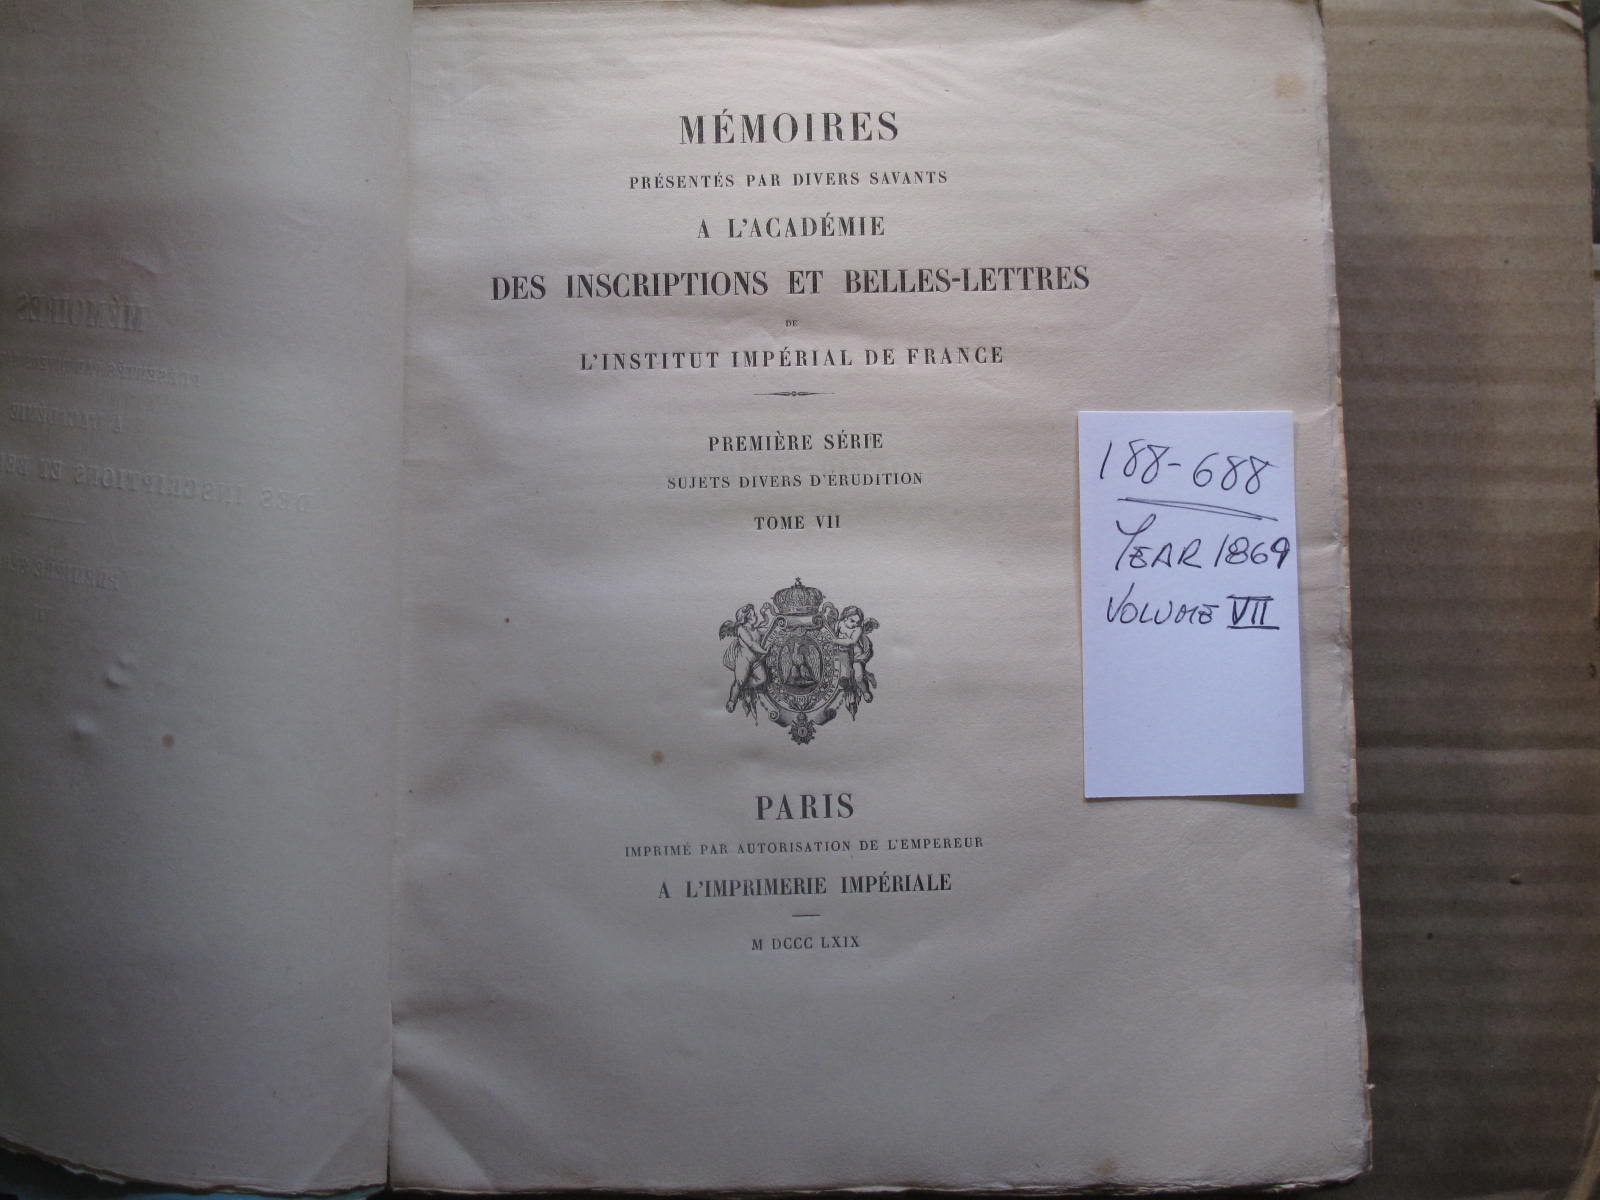 MÉMOIRES
PRÉSENTÉS PAR DIVERS SAVANTS
A L'ACADÉMIE
DES INSCRIPTIONS ET BELLES-LETTRES
DE
L'INSTITUT IMPÉRIAL DE FRANCE
PREMIÈRE SÉRIE
SUJETS DIVERS D'ÉRUDITION
TOME VII
PARIS
IMPRIMÉ PAR AUTORISATION DE L'EMPEREUR
A L'IMPRIMERIE IMPÉRIALE
M DCCC LXIX
188-688
YEAR 1869
VOLUME VII